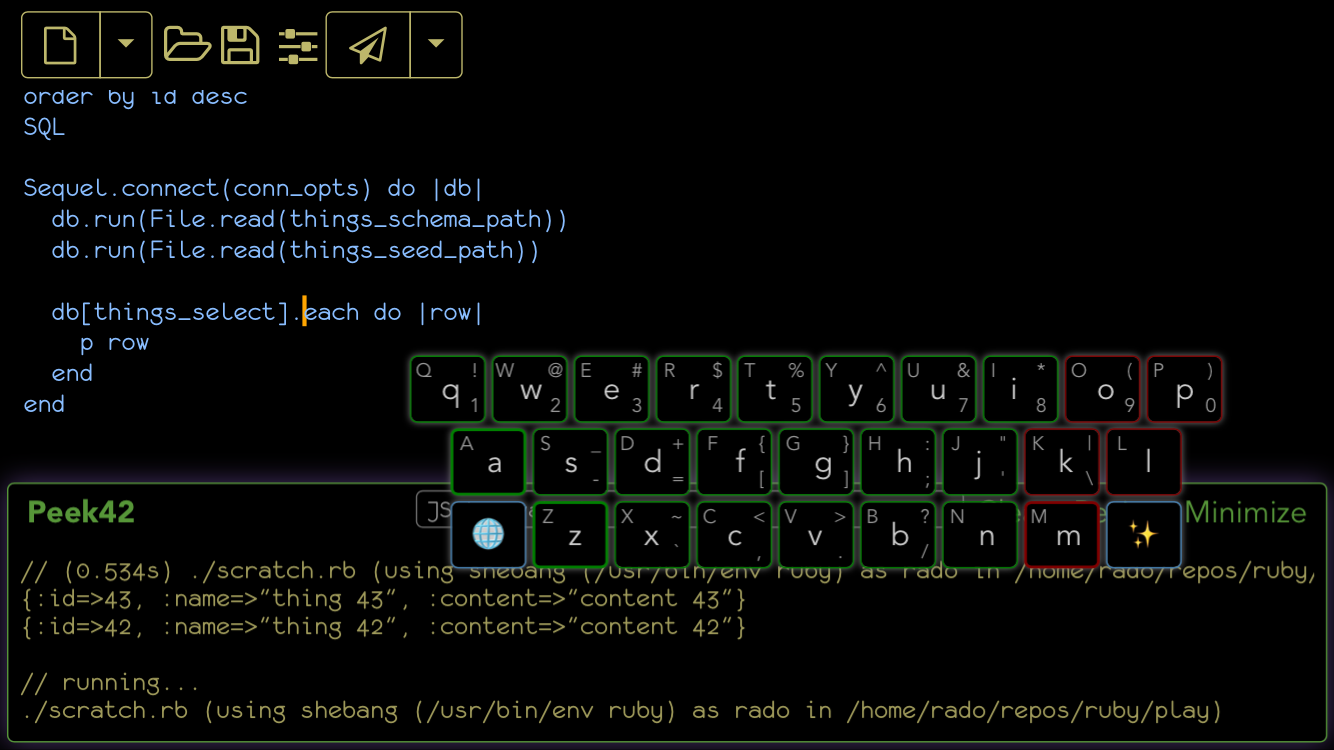 order by id desc
SQL
Sequel.connect(conn_opts) do |db|
db.run(File.read(things_schema_path))
db.run(File.read(things_seed_path))
db[things_select].each do |row|
p row
end
end
Q ! q 1 W @ w 2 E # e 3 R $ r 4 T % t 5 Y ^ y 6 U & u 7 I * i 8 O ( o 9 P ) p 0
A a S _ s - D + d = F { f [ G } g ] H : h ; J " j ' K | k \ L l
Z z X ~ x ` C < c , V > v . B ? b / N n M m
Peek42 JS Minimize
// (0.534s) ./scratch.rb (using shebang (/usr/bin/env ruby) as rado in /home/rado/repos/ruby/
{:id=>43, :name=>"thing 43", :content=>"content 43"}
{:id=>42, :name=>"thing 42", :content=>"content 42"}
// running...
./scratch.rb (using shebang (/usr/bin/env ruby) as rado in /home/rado/repos/ruby/play)